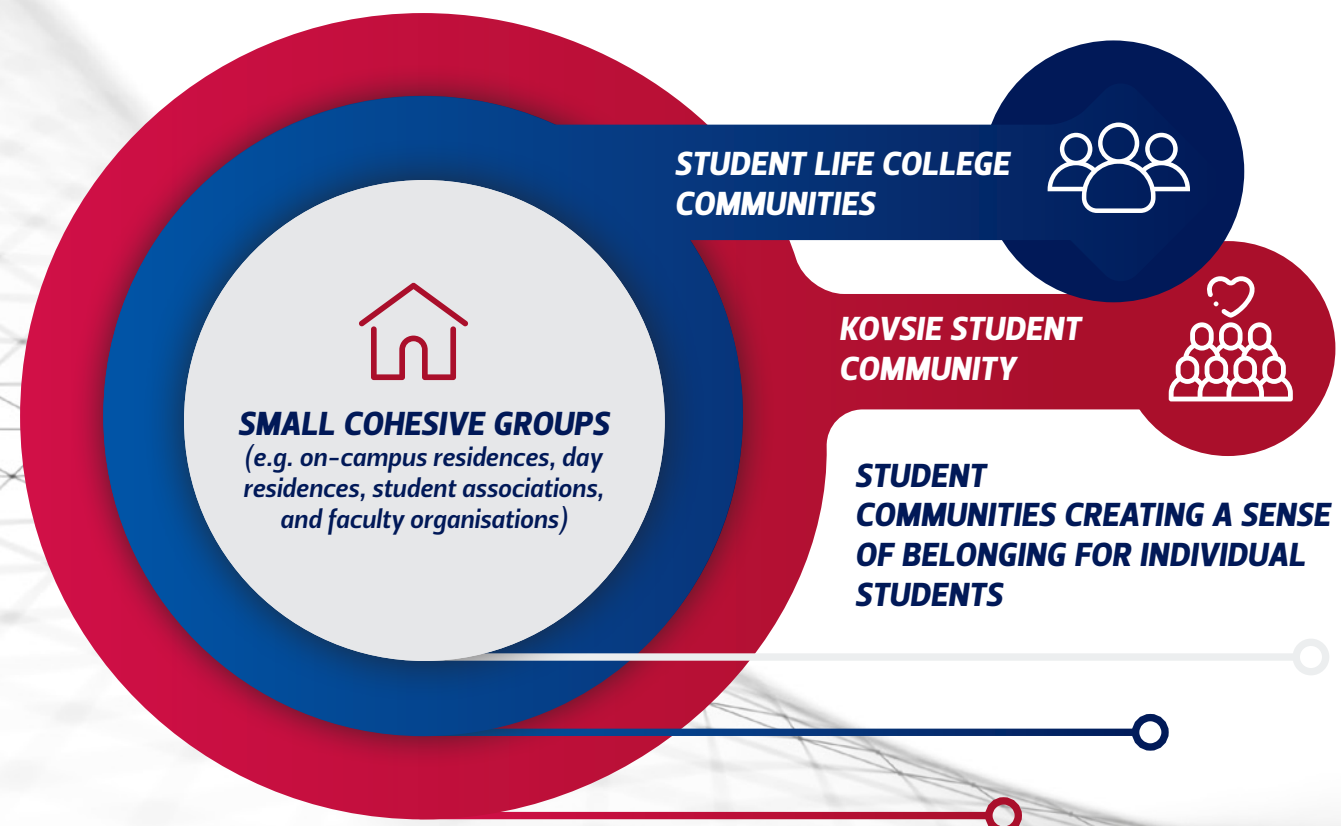 STUDENT LIFE COLLEGE
COMMUNITIES
KOVSIE STUDENT
COMMUNITY
SMALL COHESIVE GROUPS
(e.g. on-campus residences, day
residences, student associations,
and faculty organisations)
STUDENT
COMMUNITIES CREATING A SENSE
OF BELONGING FOR INDIVIDUAL
STUDENTS